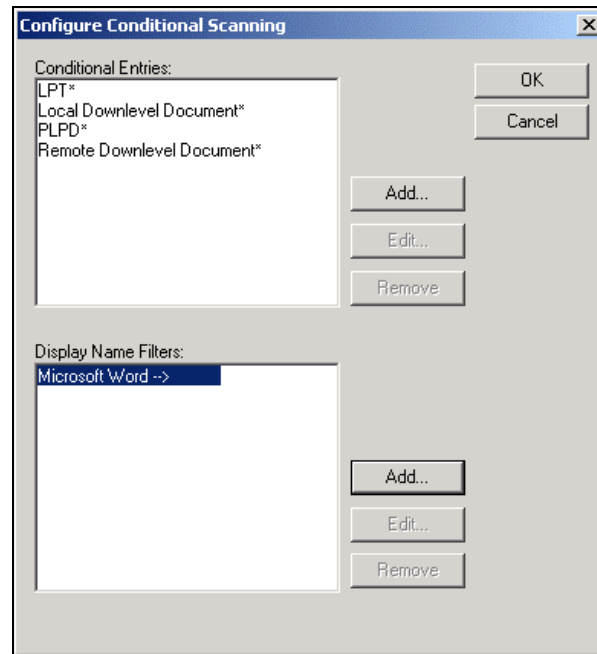 Configure Conditional Scanning
Conditional Entries:
LPT*
Local Downlevel Document*
PLPD*
Remote Downlevel Document*
OK
Cancel
Add...
Edit...
Remove
Display Name Filters:
Microsoft Word -->
Add...
Edit...
Remove